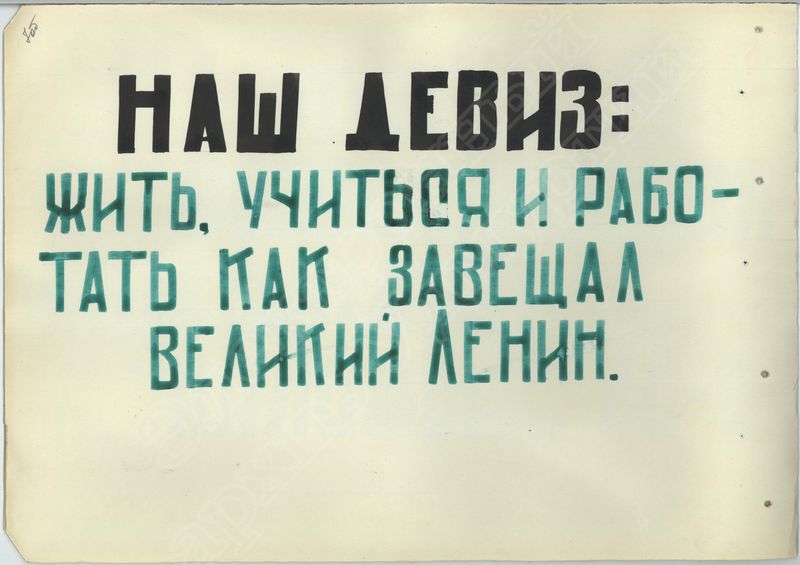 НАШ ДЕВИЗ:
ЖИТЬ, УЧИТЬСЯ И РАБО-
ТАТЬ КАК ЗАВЕЩАЛ
ВЕЛИКИЙ ЛЕНИН.